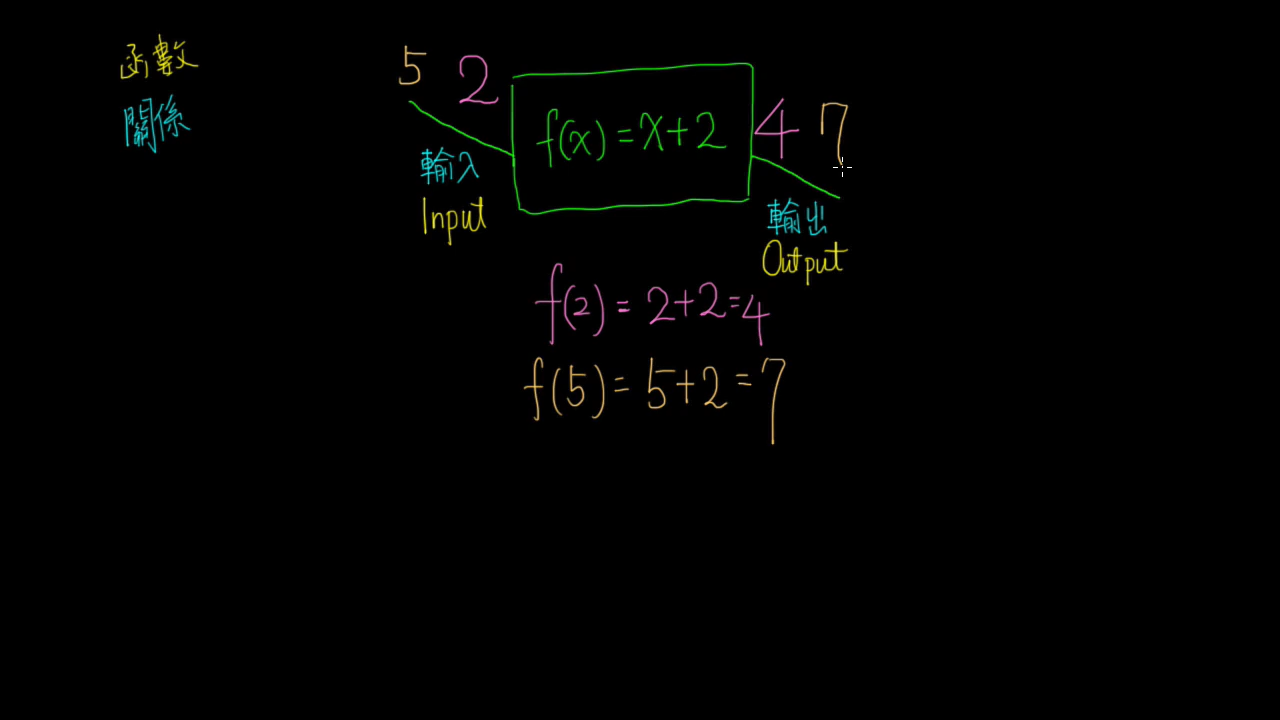 函數
關係
5 2
f(x)=x+2
4 7
輸入
Input
輸出
Output
f(2)=2+2=4
f(5)=5+2=7